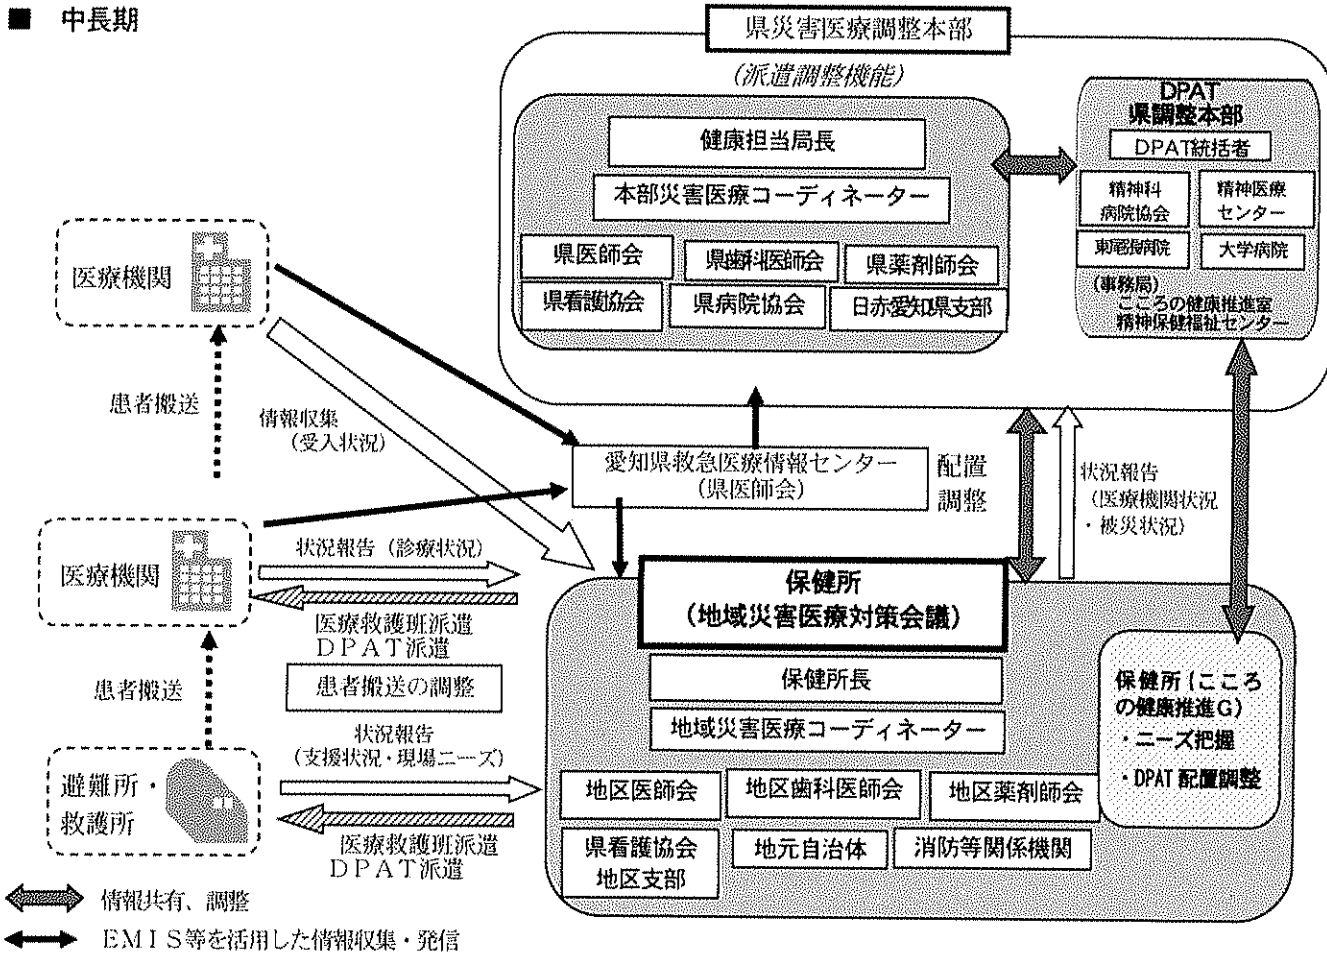 ■ 中長期
県災害医療調整本部
(派遣調整機能)
健康担当局長
本部災害医療コーディネーター
県医師会
県歯科医師会
県薬剤師会
県看護協会
県病院協会
日赤愛知県支部
DPAT
県調整本部
DPAT統括者
精神科
病院協会
精神医療
センター
東尾張病院
大学病院
(事務局)
こころの健康推進室
精神保健福祉センター
医療機関
患者搬送
情報収集
(受入状況)
愛知県救急医療情報センター
(県医師会)
配置
調整
状況報告
(医療機関状況
・被災状況)
医療機関
状況報告(診療状況)
医療救護班派遣
DPAT派遣
患者搬送の調整
患者搬送
状況報告
(支援状況・現場ニーズ)
避難所・
救護所
医療救護班派遣
DPAT派遣
保健所
(地域災害医療対策会議)
保健所長
地域災害医療コーディネーター
地区医師会
地区歯科医師会
地区薬剤師会
県看護協会
地区支部
地元自治体
消防等関係機関
保健所(こころ
の健康推進G)
・ニーズ把握
・DPAT配置調整
情報共有、調整
EMIS等を活用した情報収集・発信